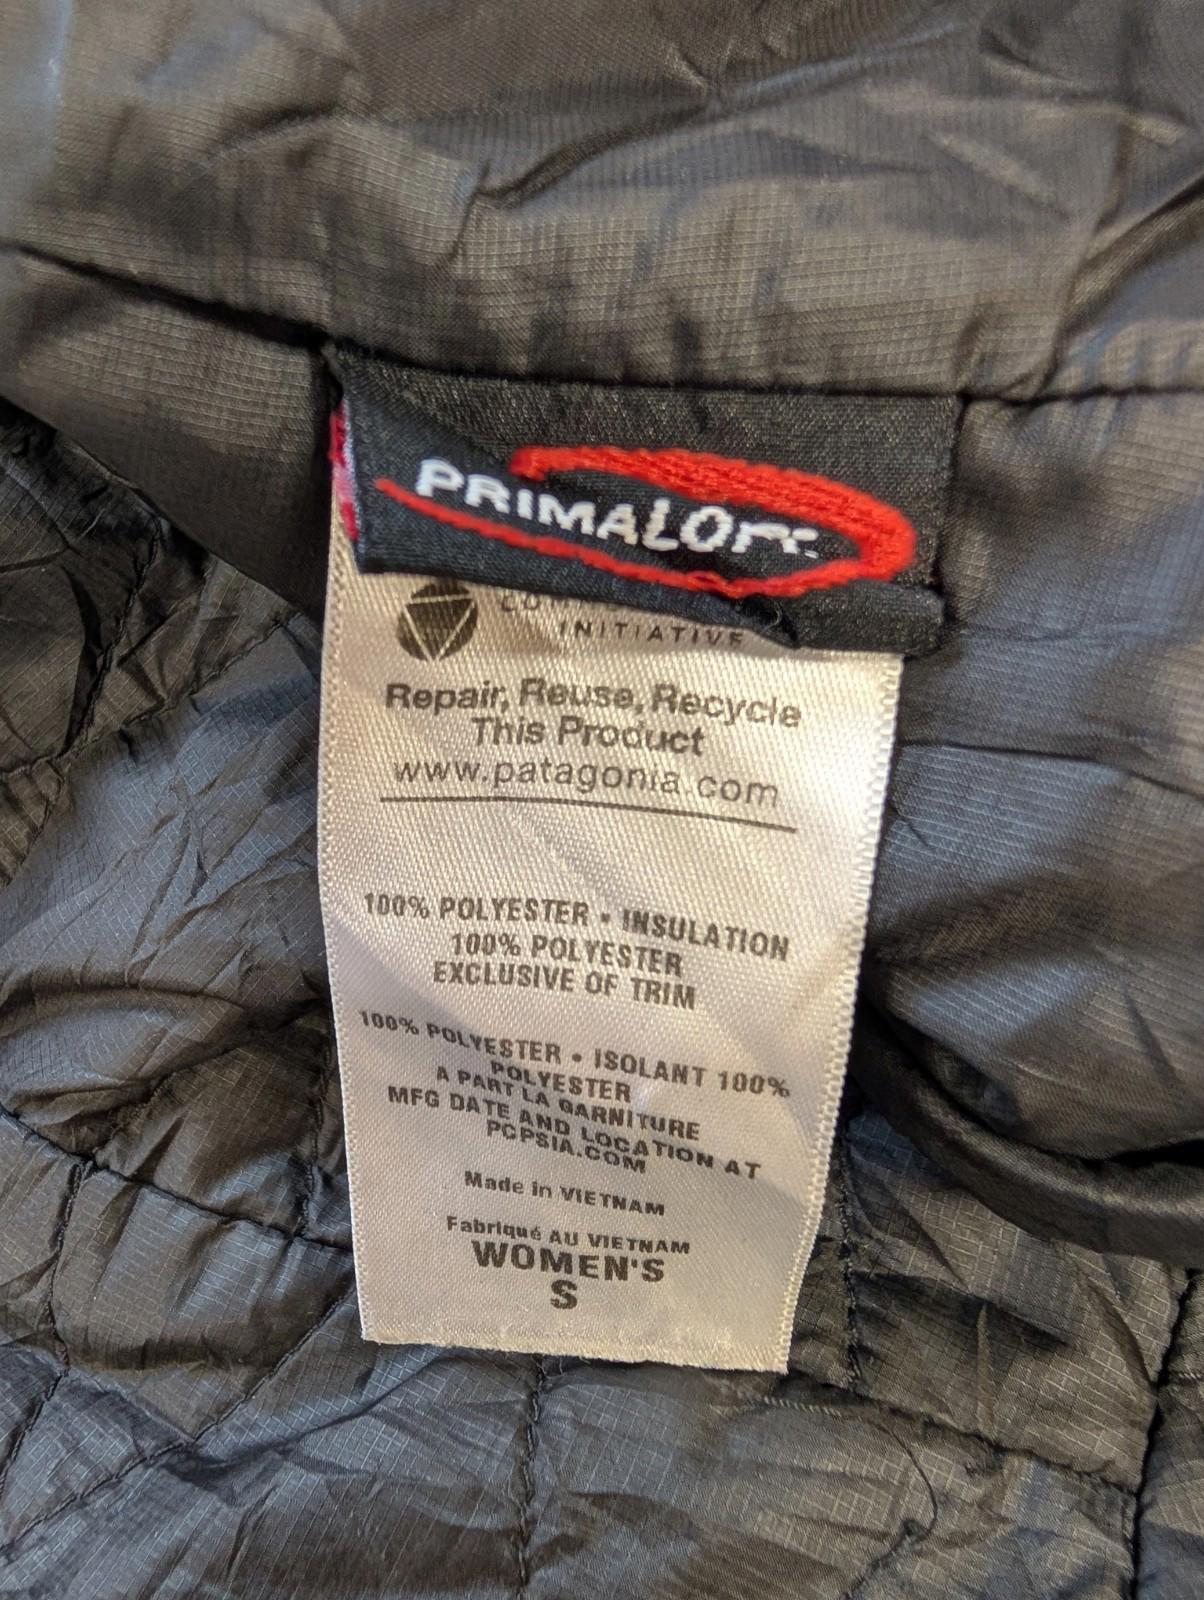 PRIMALOFT
INITIATIVE
Repair, Reuse, Recycle
This Product
www.patagonia.com
100% POLYESTER • INSULATION
100% POLYESTER
EXCLUSIVE OF TRIM
100% POLYESTER • ISOLANT 100%
POLYESTER
A PART LA GARNITURE
MFG DATE AND LOCATION AT
PCPSIA.COM
Made in VIETNAM
Fabriqué AU VIETNAM
WOMEN'S
S